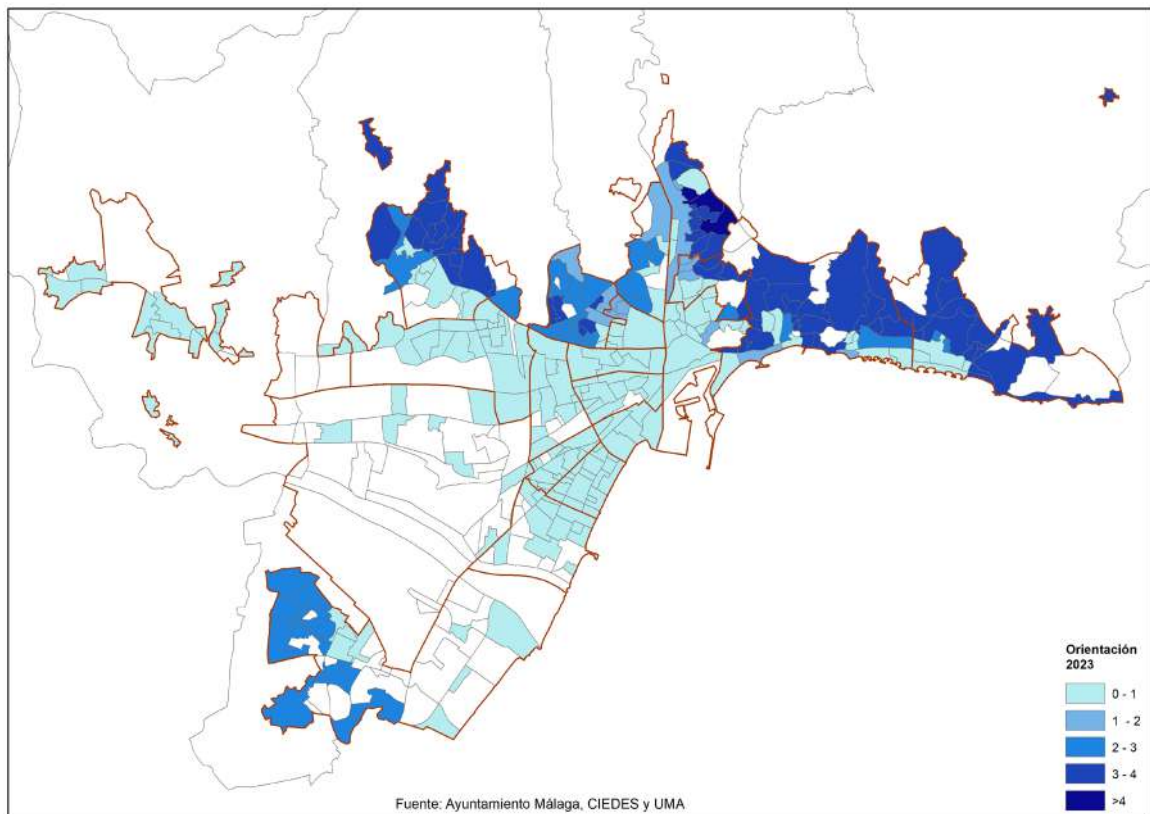 Orientación
2023
0 - 1
1 - 2
2 - 3
3 - 4
>4
Fuente: Ayuntamiento Málaga, CIEDES y UMA